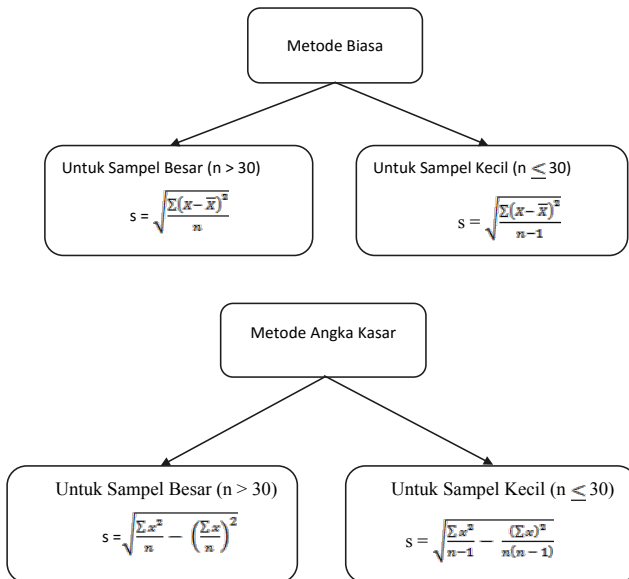 Metode Biasa
Untuk Sampel Besar (n > 30)
s = √(Σ(X − X̅)² / n)
Untuk Sampel Kecil (n ≤ 30)
s = √(Σ(X − X̅)² / (n−1))
Metode Angka Kasar
Untuk Sampel Besar (n > 30)
s = √(Σx²/n − (Σx/n)²)
Untuk Sampel Kecil (n ≤ 30)
s = √(Σx²/(n−1) − (Σx)²/(n(n−1)))